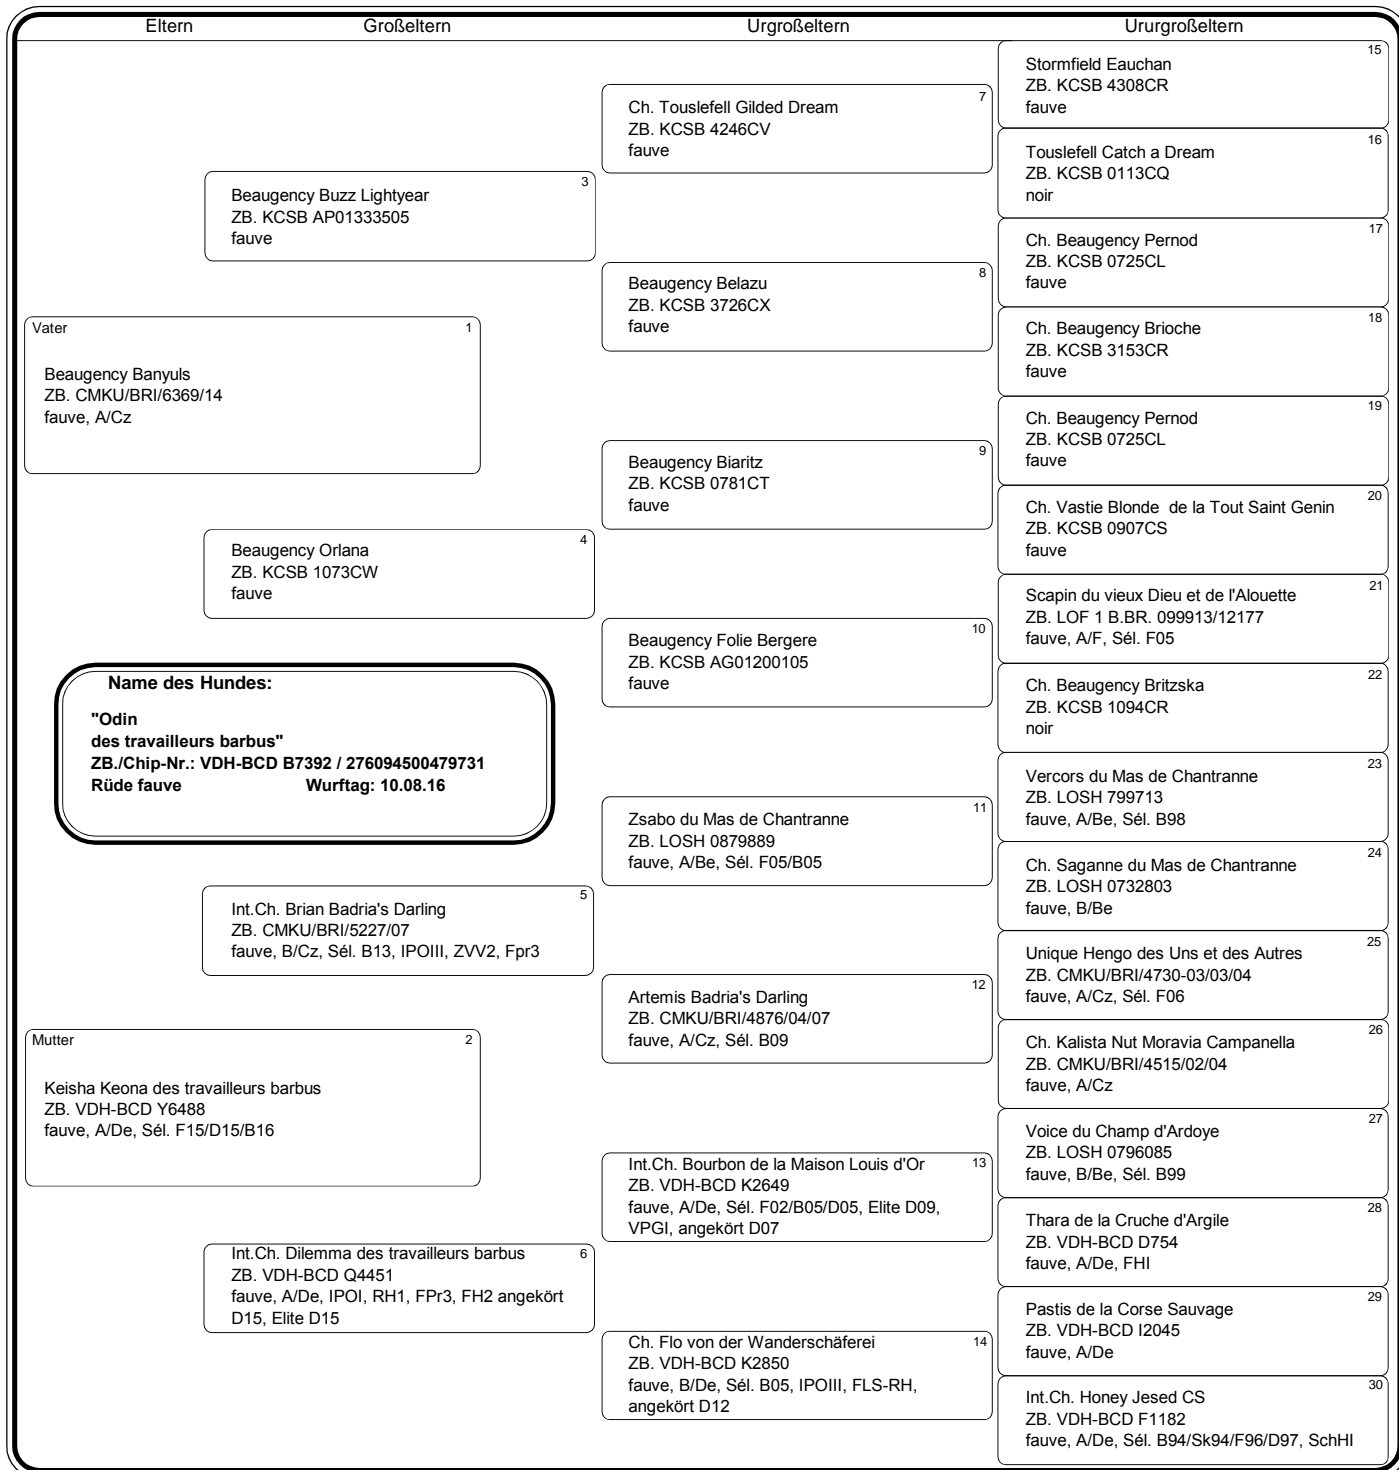 Eltern
Großeltern
Urgroßeltern
Ururgroßeltern
Vater 1
Beaugency Banyuls
ZB. CMKU/BRI/6369/14
fauve, A/Cz
Name des Hundes:
"Odin
des travailleurs barbus"
ZB./Chip-Nr.: VDH-BCD B7392 / 276094500479731
Rüde fauve Wurftag: 10.08.16
Mutter 2
Keisha Keona des travailleurs barbus
ZB. VDH-BCD Y6488
fauve, A/De, Sél. F15/D15/B16
3
Beaugency Buzz Lightyear
ZB. KCSB AP01333505
fauve
4
Beaugency Orlana
ZB. KCSB 1073CW
fauve
5
Int.Ch. Brian Badria's Darling
ZB. CMKU/BRI/5227/07
fauve, B/Cz, Sél. B13, IPOIII, ZVV2, Fpr3
Int.Ch. Dilemma des travailleurs barbus 6
ZB. VDH-BCD Q4451
fauve, A/De, IPOI, RH1, FPr3, FH2 angekört
D15, Elite D15
7
Ch. Touslefell Gilded Dream
ZB. KCSB 4246CV
fauve
8
Beaugency Belazu
ZB. KCSB 3726CX
fauve
9
Beaugency Biaritz
ZB. KCSB 0781CT
fauve
10
Beaugency Folie Bergere
ZB. KCSB AG01200105
fauve
11
Zsabo du Mas de Chantranne
ZB. LOSH 0879889
fauve, A/Be, Sél. F05/B05
12
Artemis Badria's Darling
ZB. CMKU/BRI/4876/04/07
fauve, A/Cz, Sél. B09
Int.Ch. Bourbon de la Maison Louis d'Or 13
ZB. VDH-BCD K2649
fauve, A/De, Sél. F02/B05/D05, Elite D09,
VPGI, angekört D07
Ch. Flo von der Wanderschäferei 14
ZB. VDH-BCD K2850
fauve, B/De, Sél. B05, IPOIII, FLS-RH,
angekört D12
15
Stormfield Eauchan
ZB. KCSB 4308CR
fauve
16
Touslefell Catch a Dream
ZB. KCSB 0113CQ
noir
17
Ch. Beaugency Pernod
ZB. KCSB 0725CL
fauve
18
Ch. Beaugency Brioche
ZB. KCSB 3153CR
fauve
19
Ch. Beaugency Pernod
ZB. KCSB 0725CL
fauve
20
Ch. Vastie Blonde de la Tout Saint Genin
ZB. KCSB 0907CS
fauve
21
Scapin du vieux Dieu et de l'Alouette
ZB. LOF 1 B.BR. 099913/12177
fauve, A/F, Sél. F05
22
Ch. Beaugency Britzska
ZB. KCSB 1094CR
noir
23
Vercors du Mas de Chantranne
ZB. LOSH 799713
fauve, A/Be, Sél. B98
24
Ch. Saganne du Mas de Chantranne
ZB. LOSH 0732803
fauve, B/Be
25
Unique Hengo des Uns et des Autres
ZB. CMKU/BRI/4730-03/03/04
fauve, A/Cz, Sél. F06
26
Ch. Kalista Nut Moravia Campanella
ZB. CMKU/BRI/4515/02/04
fauve, A/Cz
27
Voice du Champ d'Ardoye
ZB. LOSH 0796085
fauve, B/Be, Sél. B99
28
Thara de la Cruche d'Argile
ZB. VDH-BCD D754
fauve, A/De, FHI
29
Pastis de la Corse Sauvage
ZB. VDH-BCD I2045
fauve, A/De
30
Int.Ch. Honey Jesed CS
ZB. VDH-BCD F1182
fauve, A/De, Sél. B94/Sk94/F96/D97, SchHI